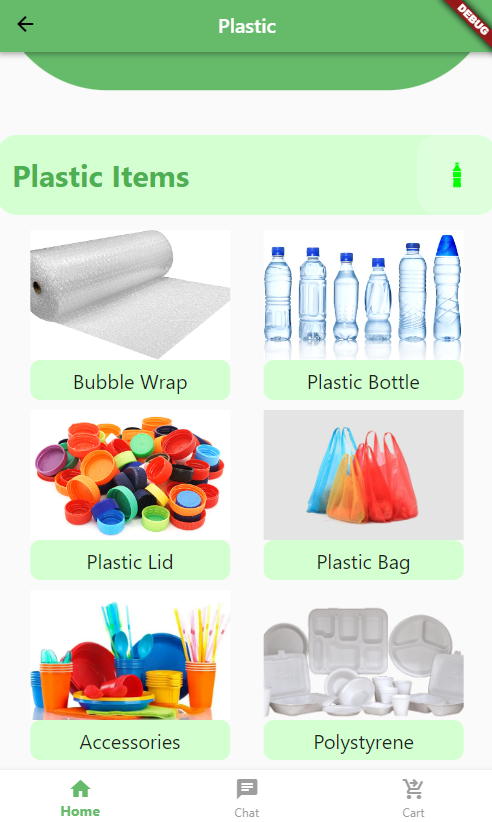 Plastic
DEBUG
Plastic Items
Bubble Wrap
Plastic Bottle
Plastic Lid
Plastic Bag
Accessories
Polystyrene
Home
Chat
Cart